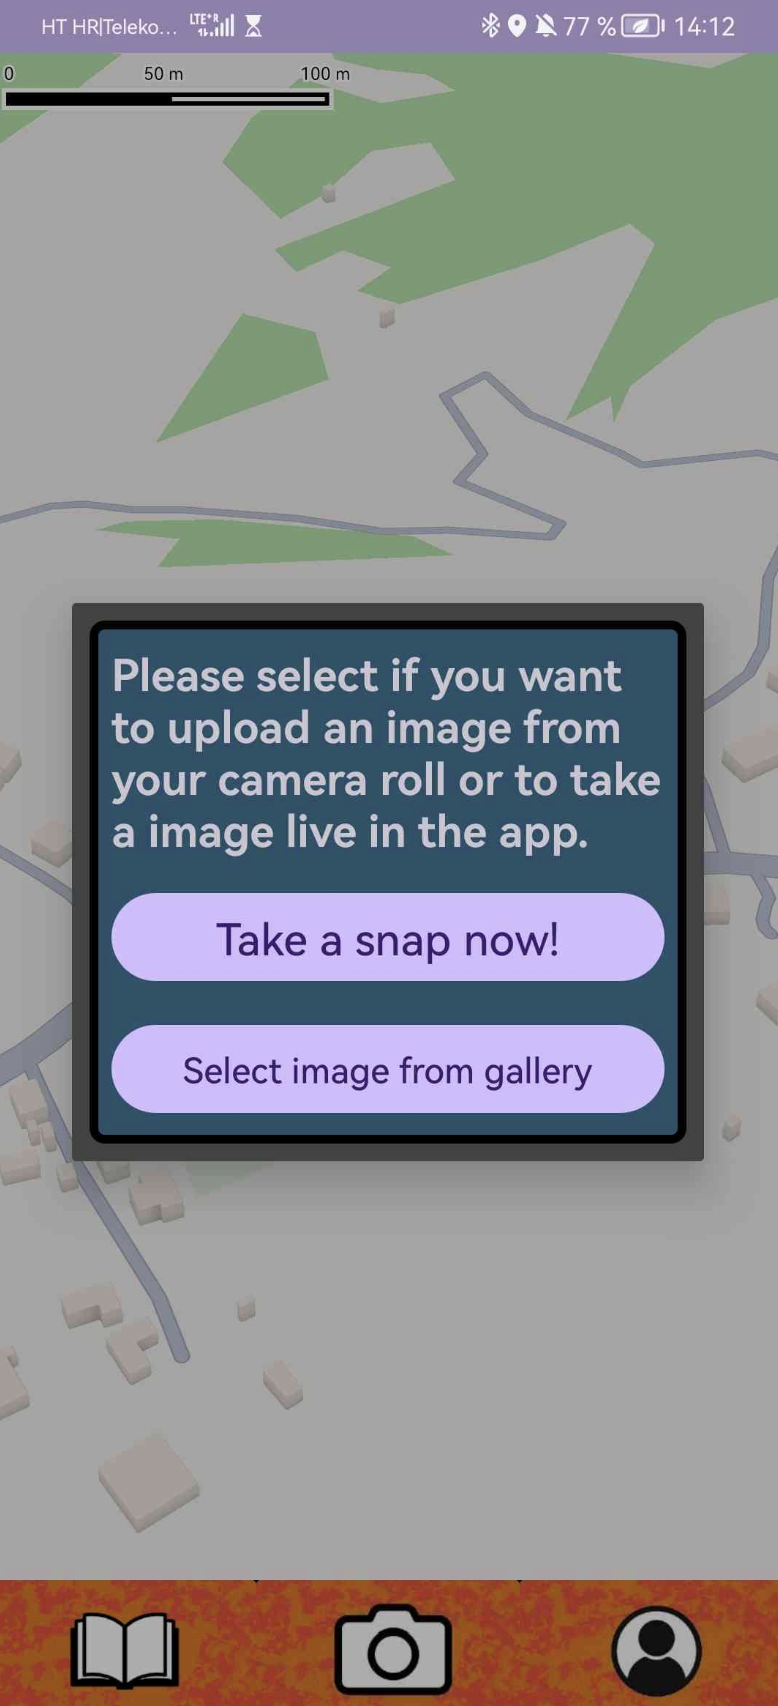 HT HR|Teleko... LTE+R 77 % 14:12
0 50 m 100 m
Please select if you want
to upload an image from
your camera roll or to take
a image live in the app.
Take a snap now!
Select image from gallery